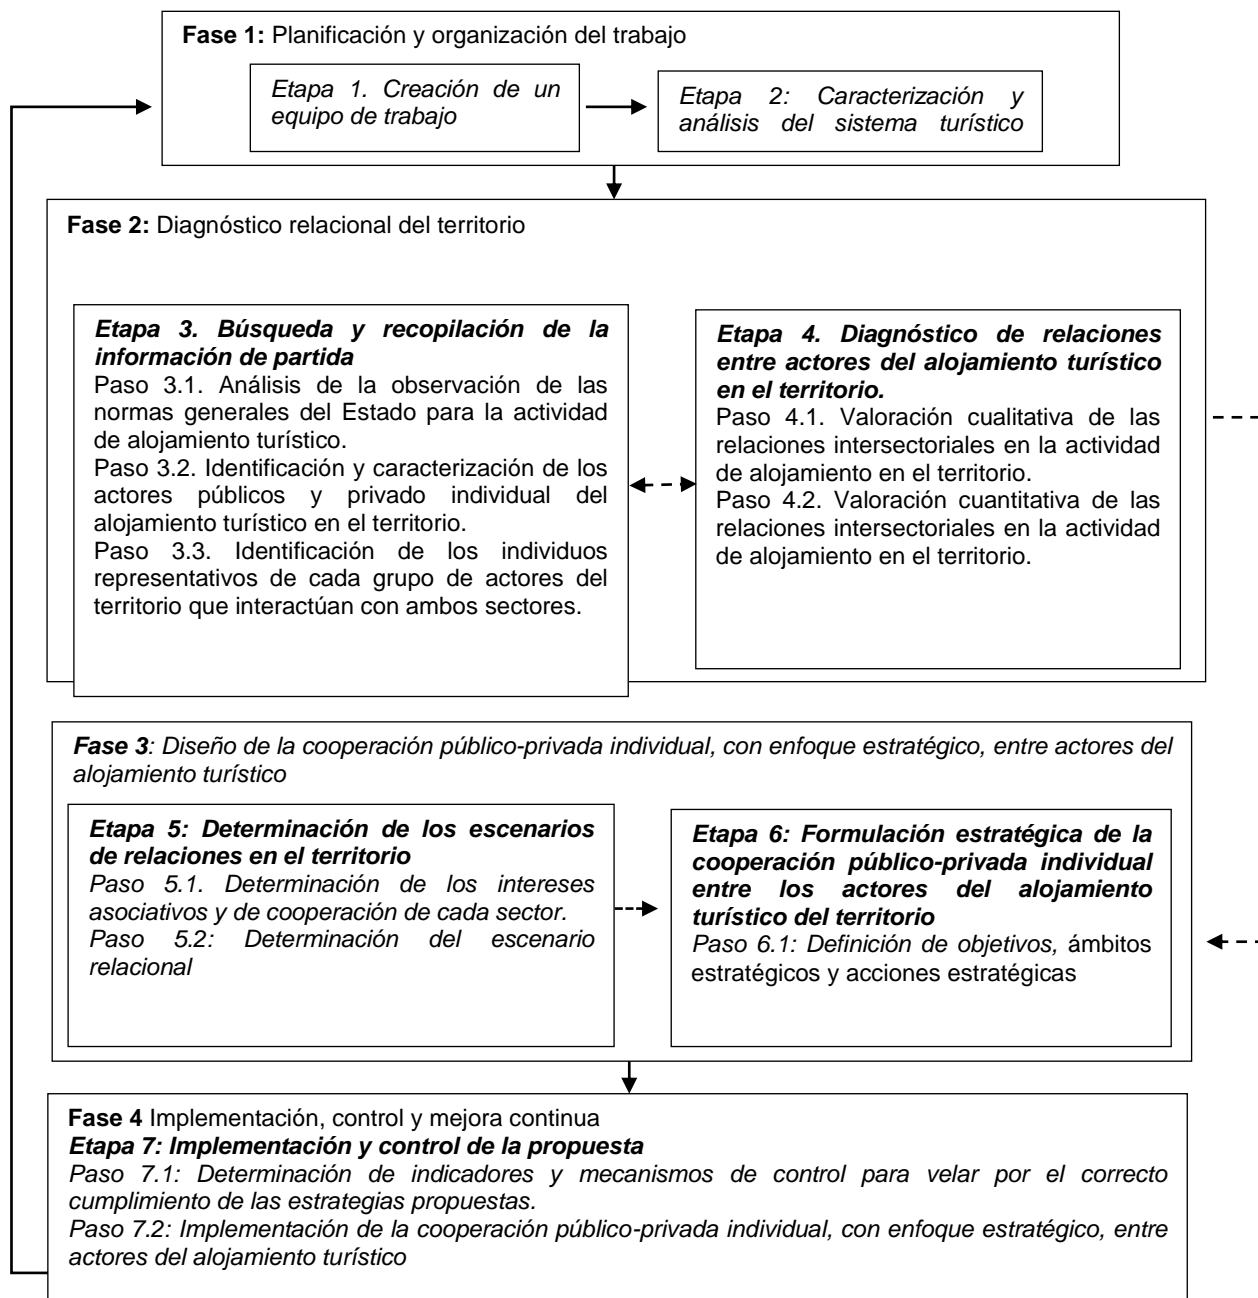 Fase 1: Planificación y organización del trabajo
Etapa 1. Creación de un
equipo de trabajo
Etapa 2: Caracterización y
análisis del sistema turístico
Fase 2: Diagnóstico relacional del territorio
Etapa 3. Búsqueda y recopilación de la
información de partida
Paso 3.1. Análisis de la observación de las
normas generales del Estado para la actividad
de alojamiento turístico.
Paso 3.2. Identificación y caracterización de los
actores públicos y privado individual del
alojamiento turístico en el territorio.
Paso 3.3. Identificación de los individuos
representativos de cada grupo de actores del
territorio que interactúan con ambos sectores.
Etapa 4. Diagnóstico de relaciones
entre actores del alojamiento turístico
en el territorio.
Paso 4.1. Valoración cualitativa de las
relaciones intersectoriales en la actividad
de alojamiento en el territorio.
Paso 4.2. Valoración cuantitativa de las
relaciones intersectoriales en la actividad
de alojamiento en el territorio.
Fase 3: Diseño de la cooperación público-privada individual, con enfoque estratégico, entre actores del
alojamiento turístico
Etapa 5: Determinación de los escenarios
de relaciones en el territorio
Paso 5.1. Determinación de los intereses
asociativos y de cooperación de cada sector.
Paso 5.2: Determinación del escenario
relacional
Etapa 6: Formulación estratégica de la
cooperación público-privada individual
entre los actores del alojamiento
turístico del territorio
Paso 6.1: Definición de objetivos, ámbitos
estratégicos y acciones estratégicas
Fase 4 Implementación, control y mejora continua
Etapa 7: Implementación y control de la propuesta
Paso 7.1: Determinación de indicadores y mecanismos de control para velar por el correcto
cumplimiento de las estrategias propuestas.
Paso 7.2: Implementación de la cooperación público-privada individual, con enfoque estratégico, entre
actores del alojamiento turístico